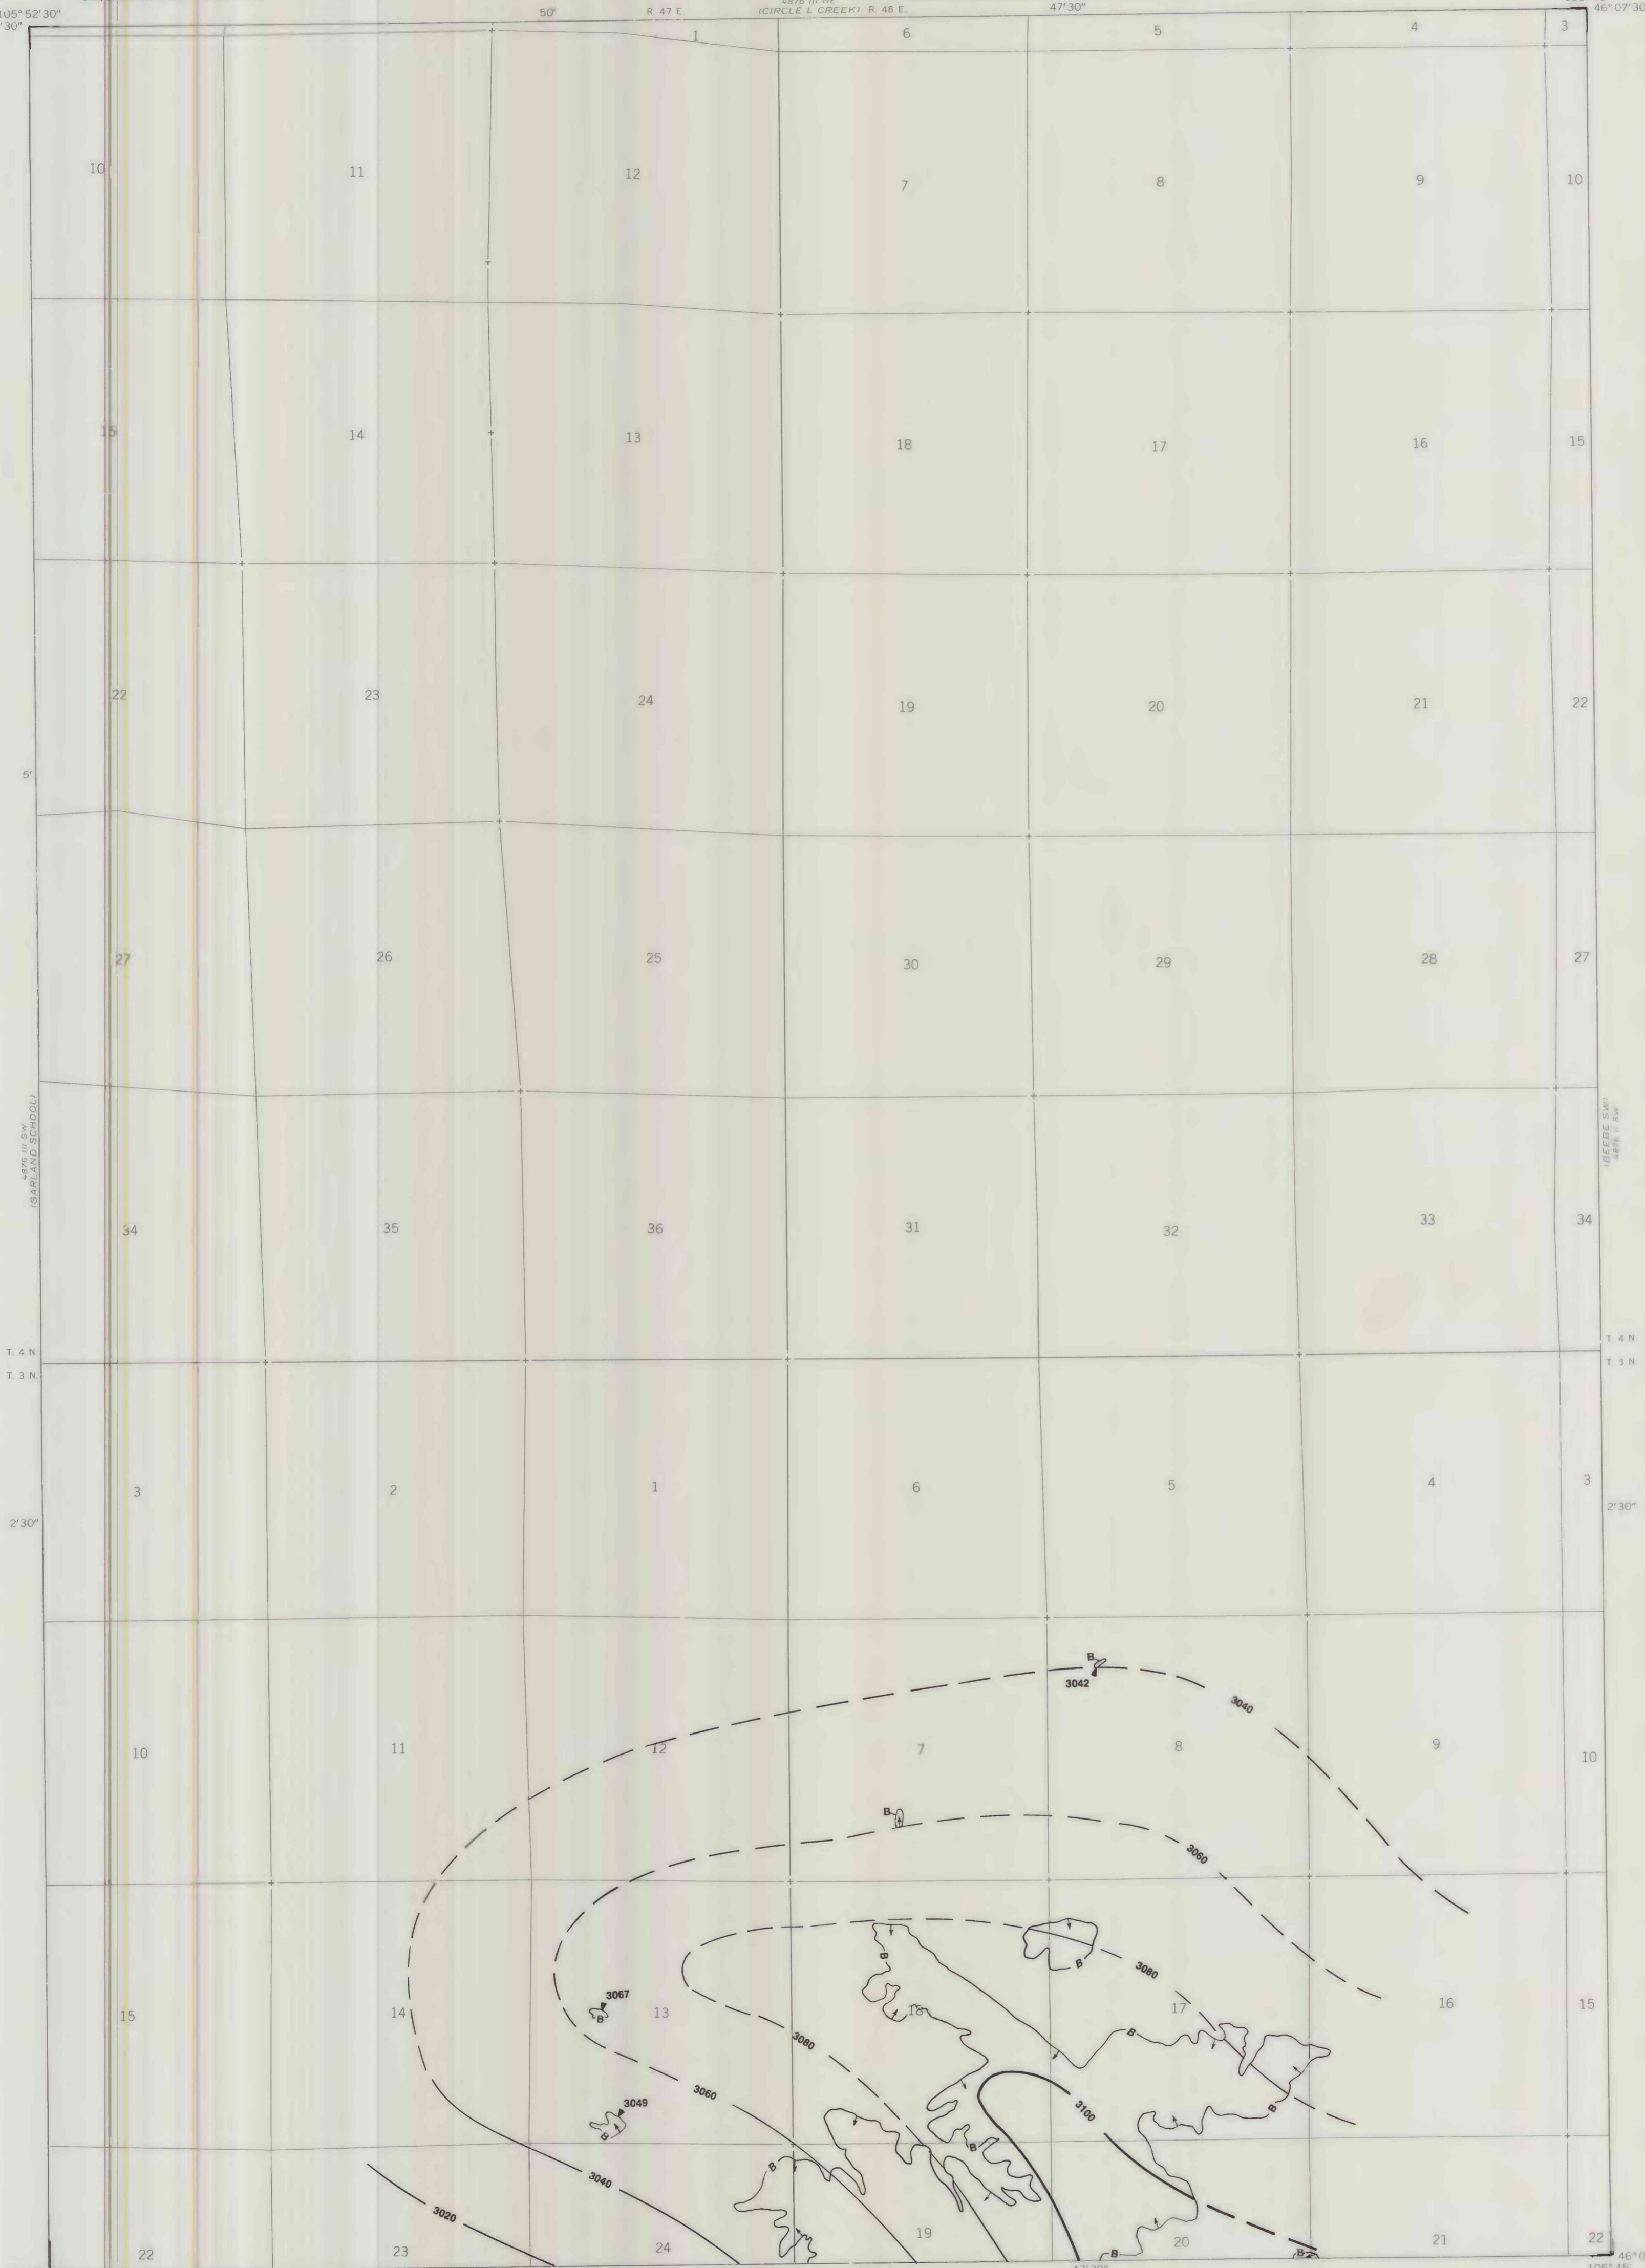 105° 52'30" 50' R. 47 E. (CIRCLE L CREEK) R. 48 E. 47'30" 46° 07'30
'30"
1 6 5 4 3
10 11 12 7 8 9 10
15 14 13 18 17 16 15
22 23 24 19 20 21 22
5'
27 26 25 30 29 28 27
4876 III SW
(GARLAND SCHOOL)
(BEEBE SW)
4876 II SW
34 35 36 31 32 33 34
T. 4 N. T. 4 N.
T. 3 N. T. 3 N.
3 2 1 6 5 4 3
2'30" 2'30"
B
3042
3040
10 11 12 7 8 9 10
B
3060
B
B
3080
3067
B
15 14 13 18 17 16 15
3080
B
3060
3100
3049
B
B
B
B
3040
3020
19
22 23 24 20 21 22
B
B
46°0